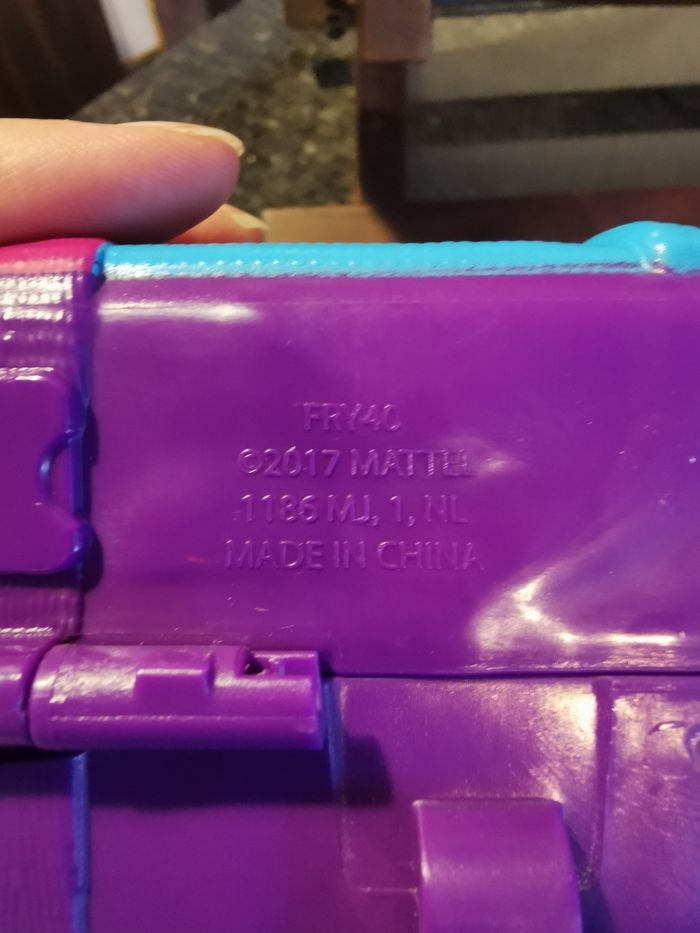 FRY40
©2017 MATTEL
1186 MJ, 1, NL
MADE IN CHINA